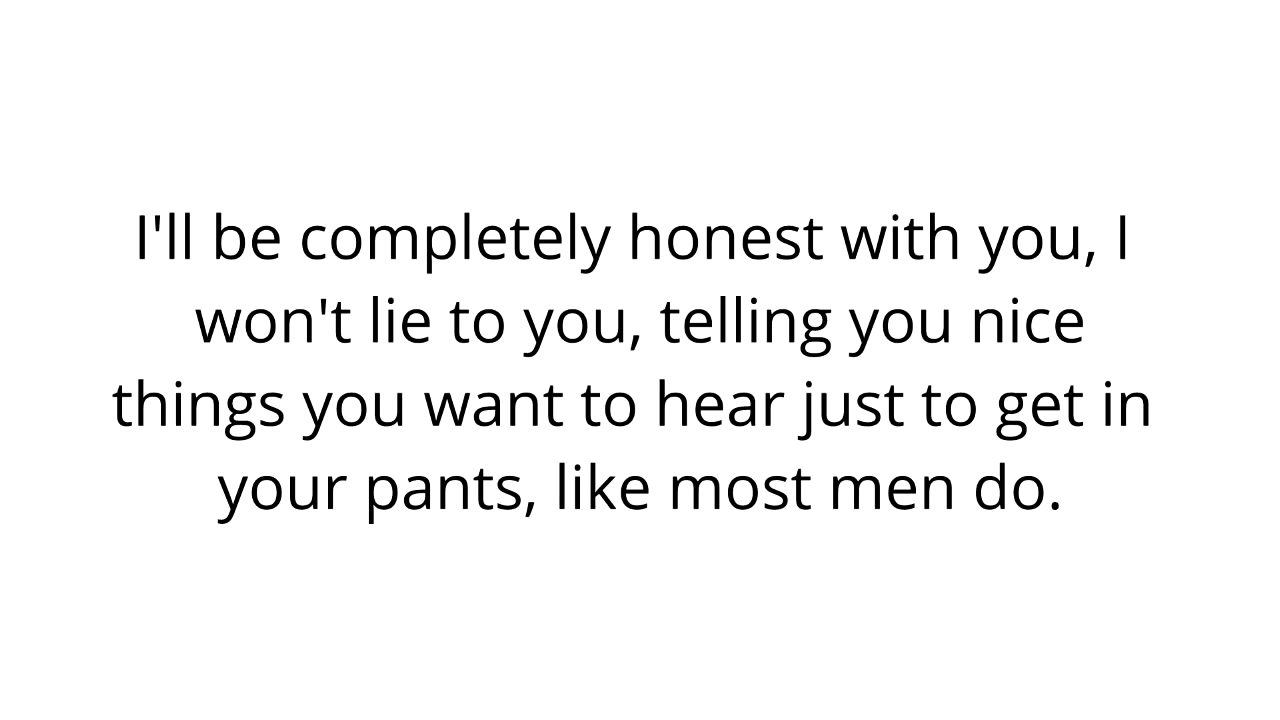 I'll be completely honest with you, I
won't lie to you, telling you nice
things you want to hear just to get in
your pants, like most men do.